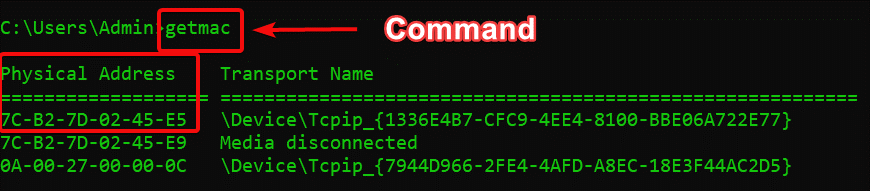 C:\Users\Admin>getmac Command
Physical Address Transport Name
=================== ==========================================================
7C-B2-7D-02-45-E5 \Device\Tcpip_{1336E4B7-CFC9-4EE4-8100-BBE06A722E77}
7C-B2-7D-02-45-E9 Media disconnected
0A-00-27-00-00-0C \Device\Tcpip_{7944D966-2FE4-4AFD-A8EC-18E3F44AC2D5}